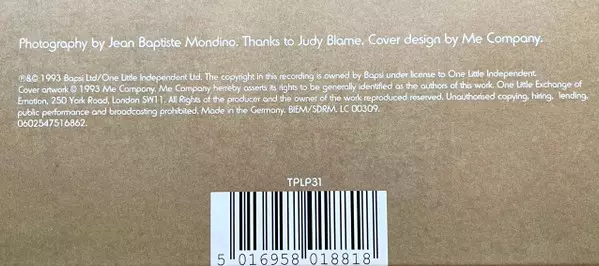 Photography by Jean Baptiste Mondino. Thanks to Judy Blame. Cover design by Me Company.
℗&© 1993 Bapsi Ltd/One Little Independent Ltd. The copyright in this recording is owned by Bapsi under license to One Little Independent.
Cover artwork © 1993 Me Company. Me Company hereby asserts its rights to be generally identified as the authors of this work. One Little Exchange of
Emotion, 250 York Road, London SW11. All Rights of the producer and the owner of the work reproduced reserved. Unauthorised copying, hiring, lending,
public performance and broadcasting prohibited. Made in the Germany. BIEM/SDRM. LC 00309.
0602547516862.
TPLP31
5 016958 018818